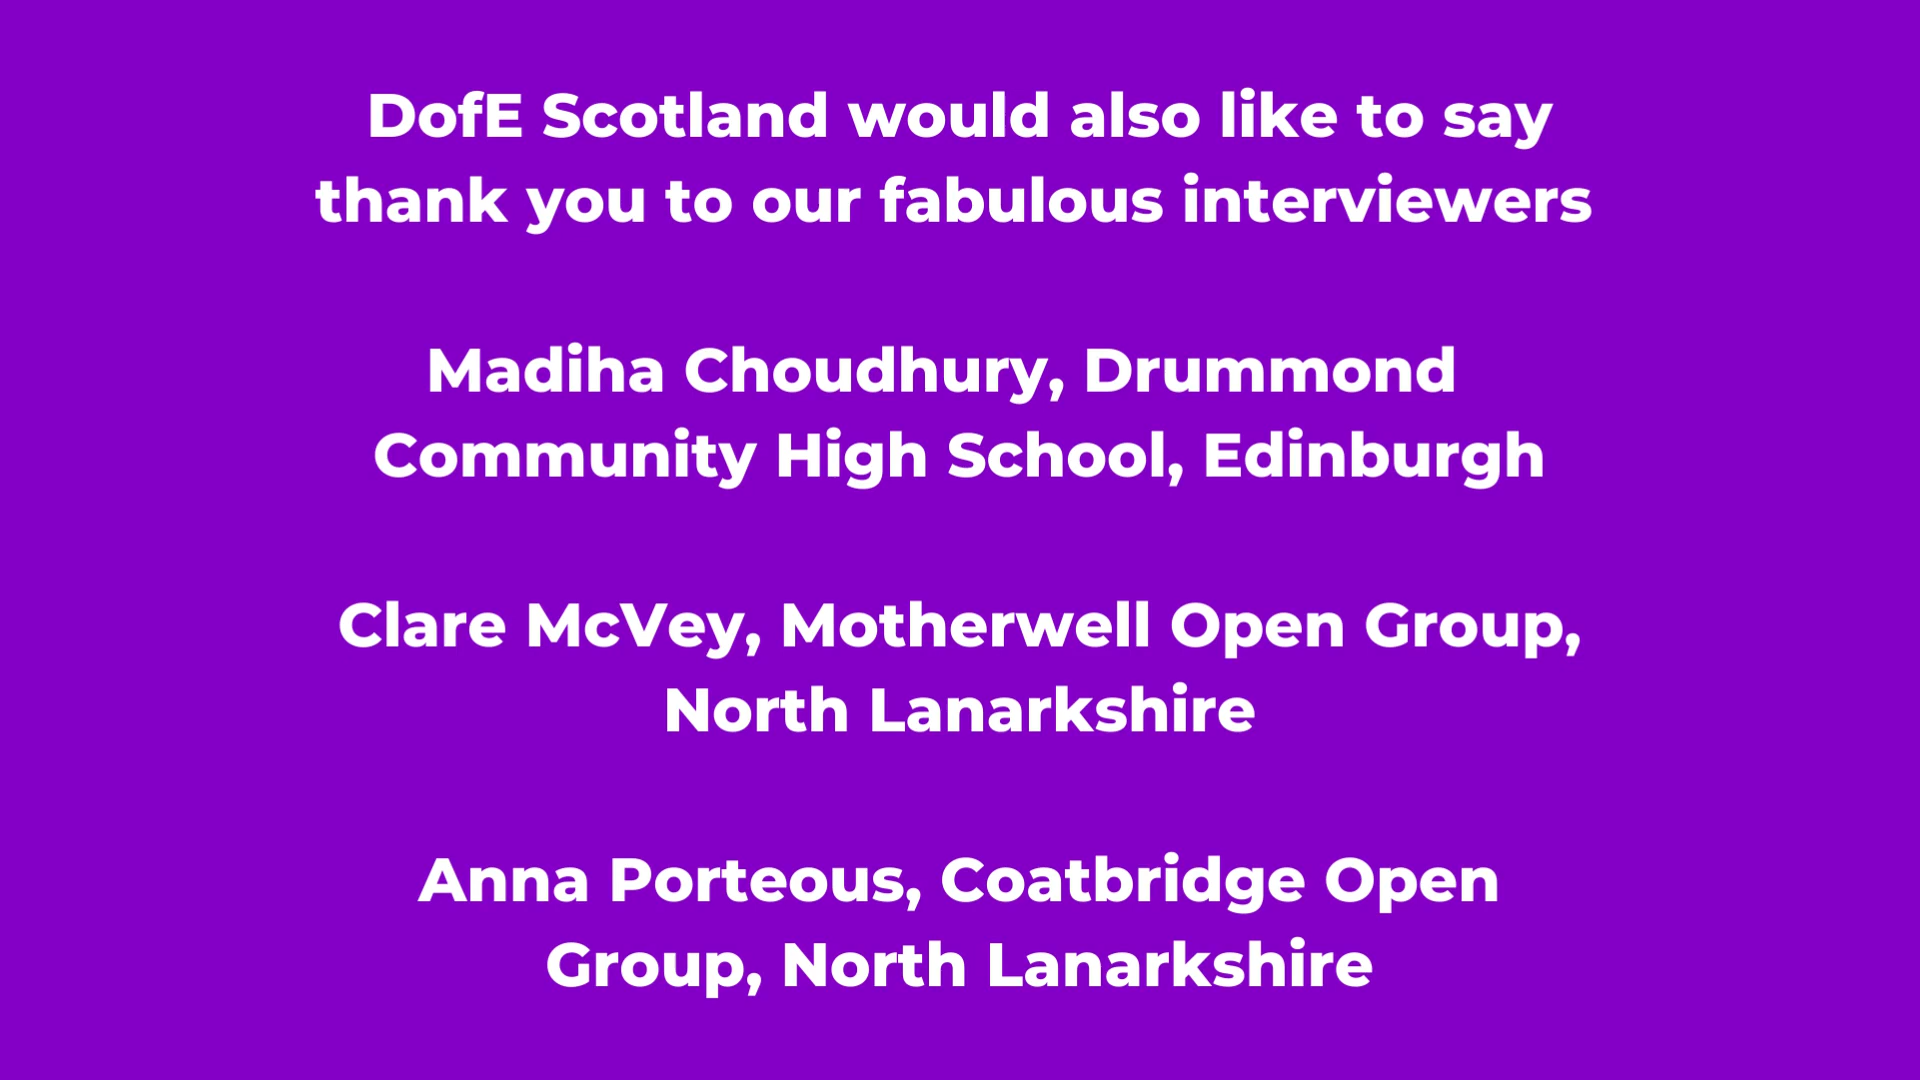 DofE Scotland would also like to say
thank you to our fabulous interviewers
Madiha Choudhury, Drummond
Community High School, Edinburgh
Clare McVey, Motherwell Open Group,
North Lanarkshire
Anna Porteous, Coatbridge Open
Group, North Lanarkshire